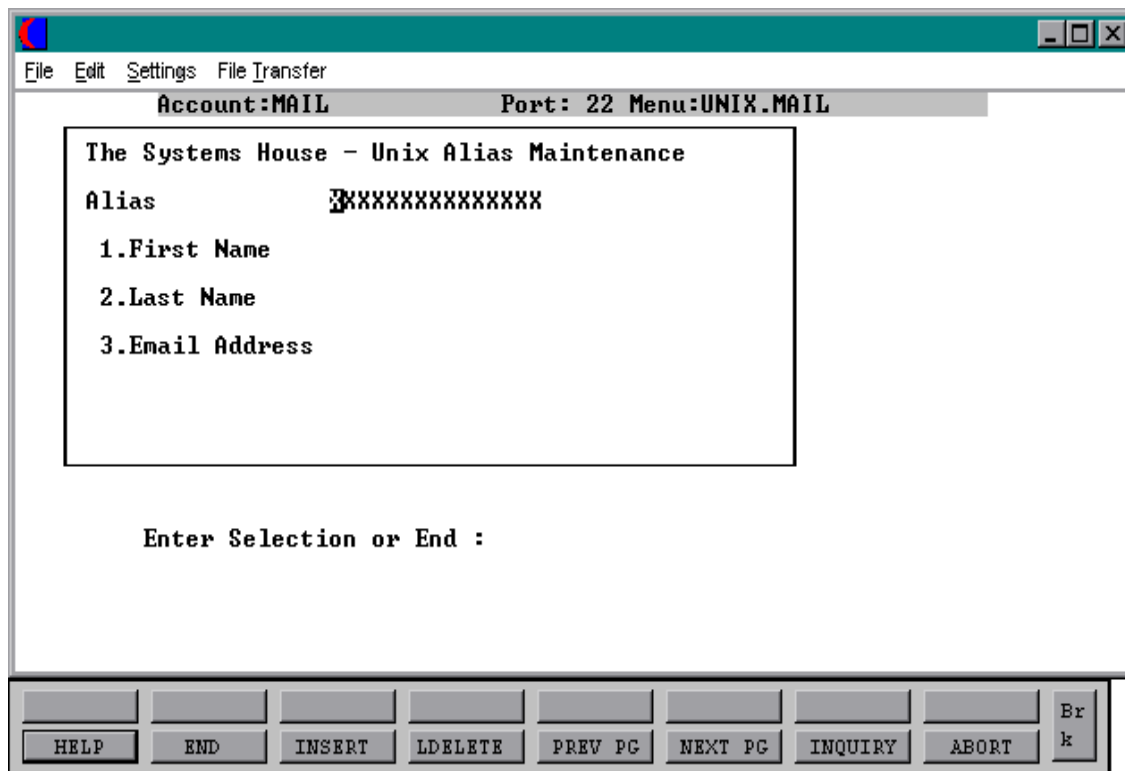 File Edit Settings File Transfer
Account:MAIL Port: 22 Menu:UNIX.MAIL
The Systems House - Unix Alias Maintenance
Alias XXXXXXXXXXXXXXX
1.First Name
2.Last Name
3.Email Address
Enter Selection or End :
HELP END INSERT LDELETE PREV PG NEXT PG INQUIRY ABORT Br
k